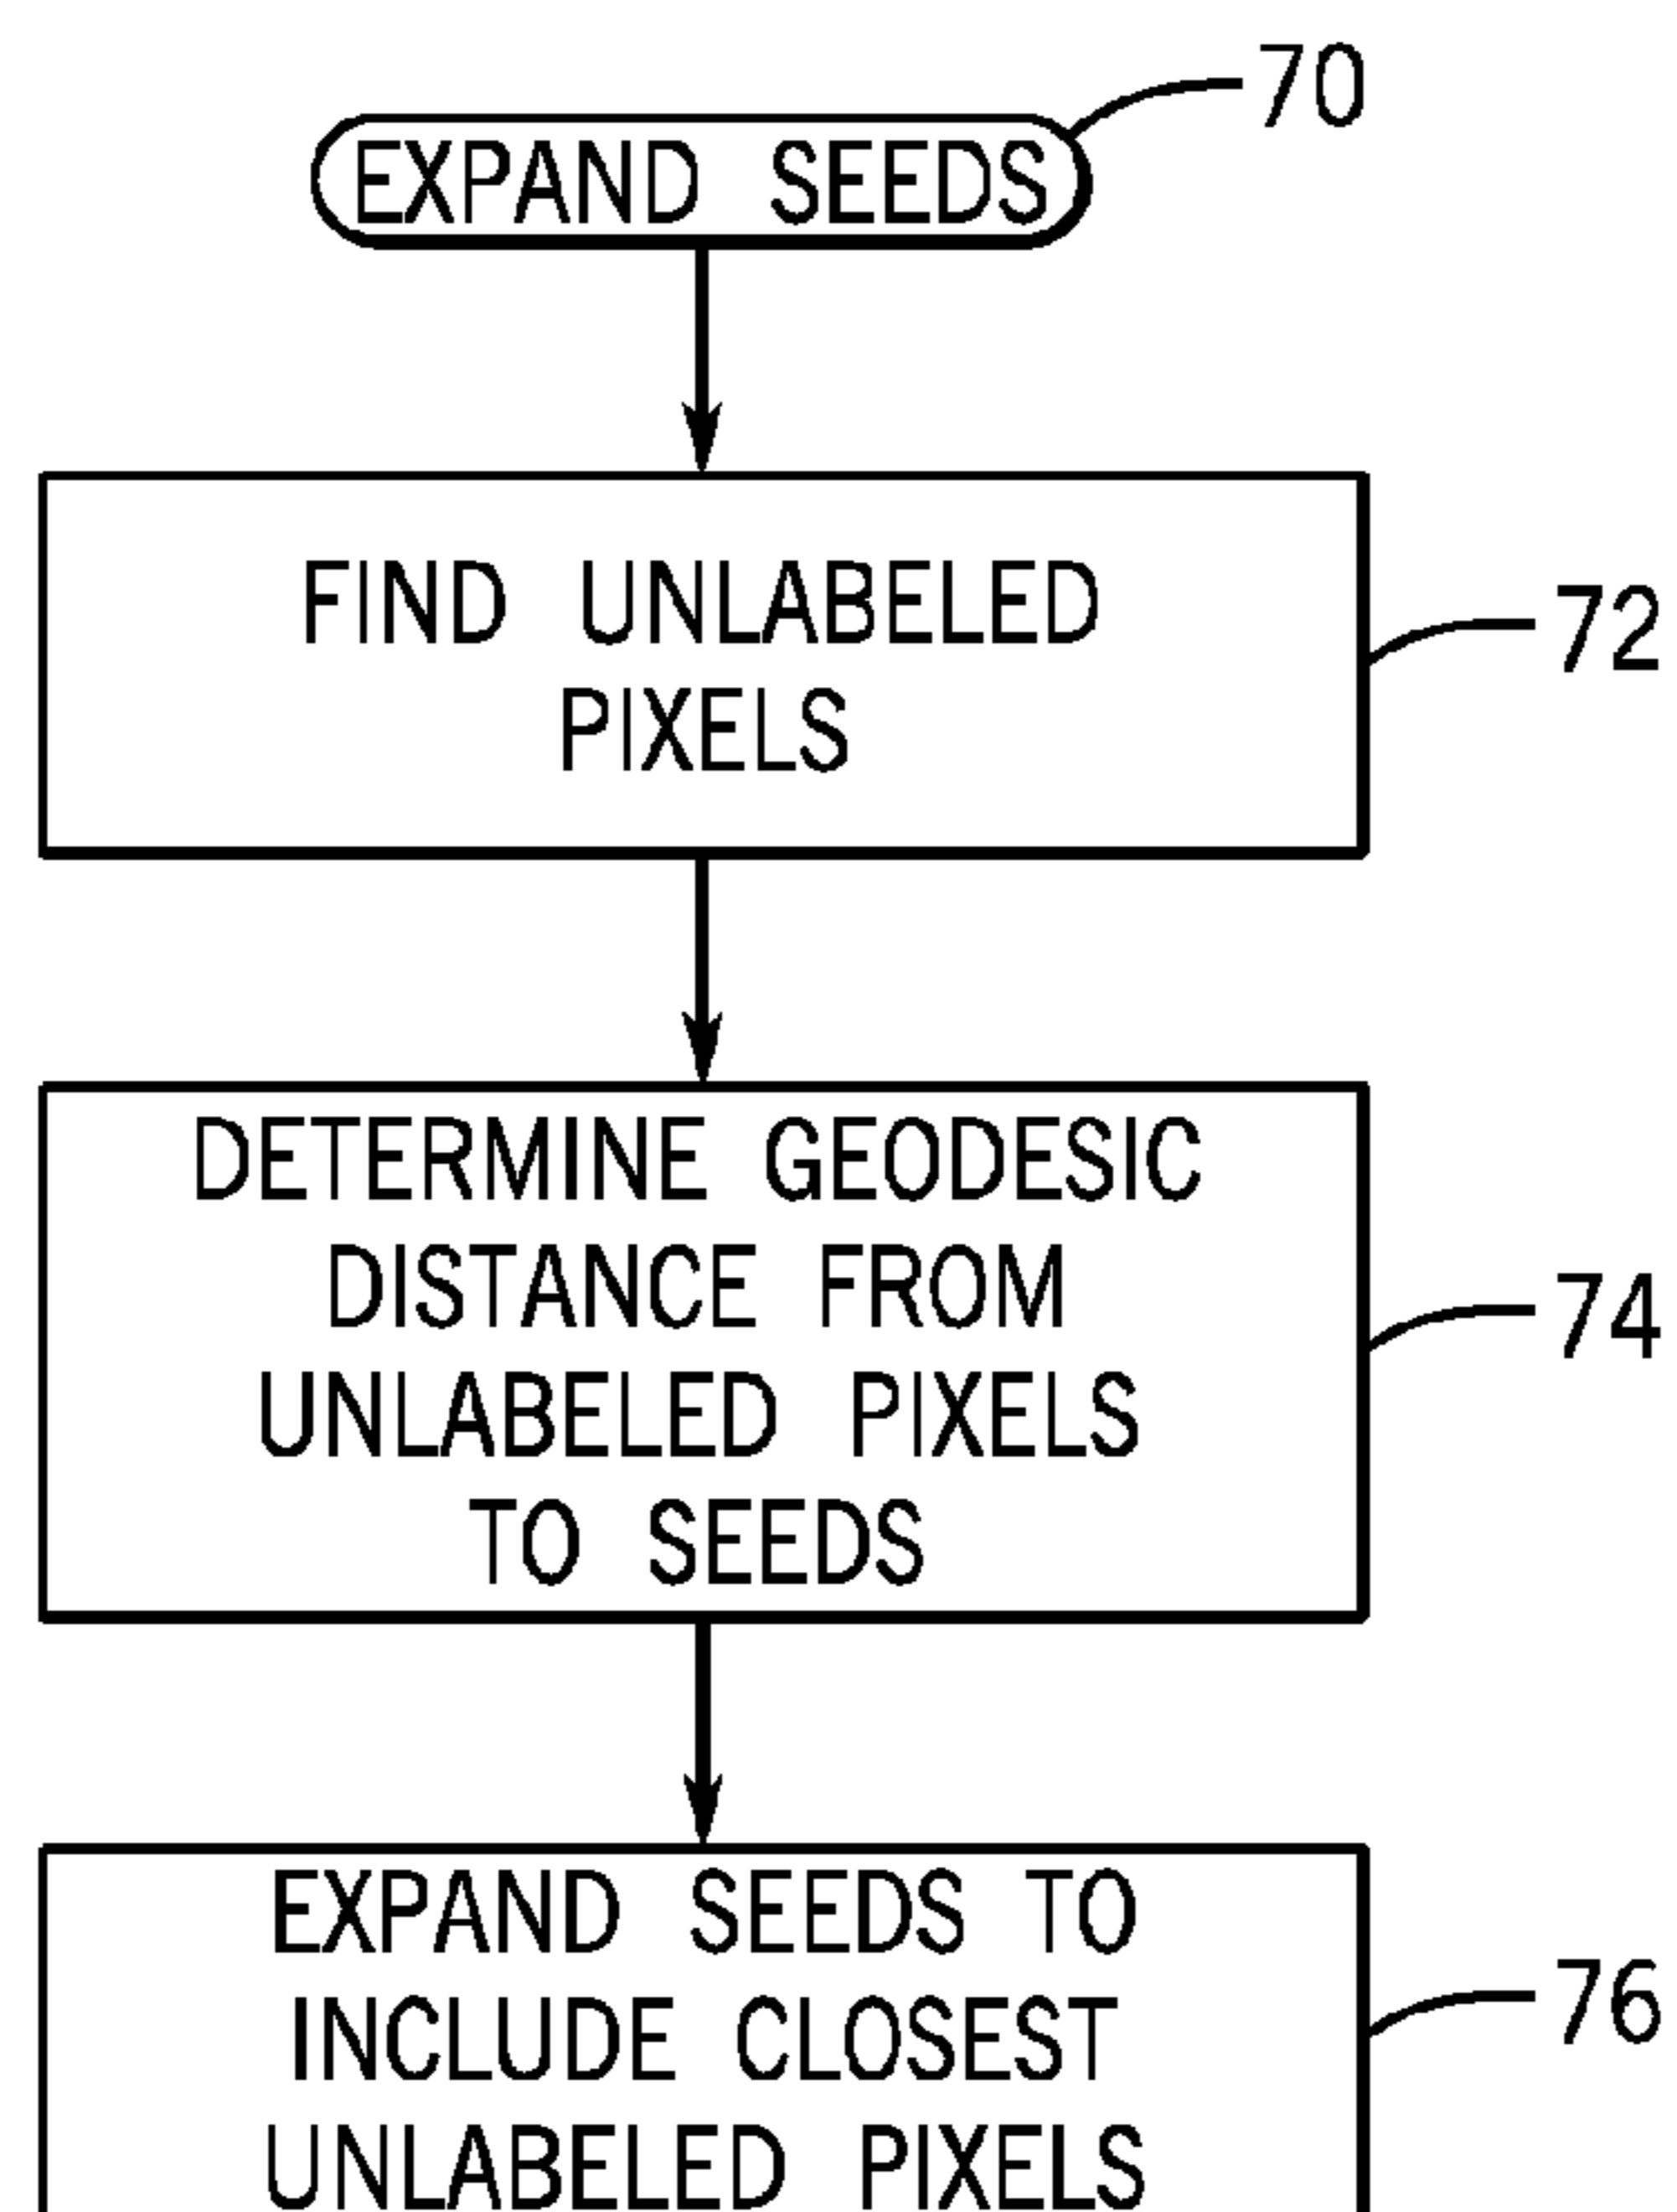 70
EXPAND SEEDS
FIND UNLABELED
PIXELS
72
DETERMINE GEODESIC
DISTANCE FROM
UNLABELED PIXELS
TO SEEDS
74
EXPAND SEEDS TO
INCLUDE CLOSEST
UNLABELED PIXELS
76